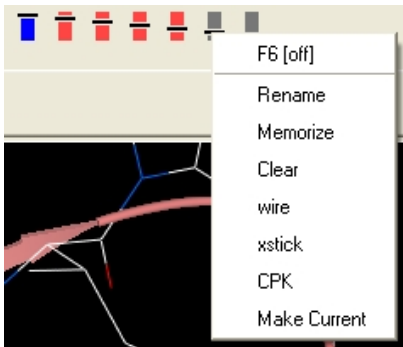 F6 [off]
Rename
Memorize
Clear
wire
xstick
CPK
Make Current